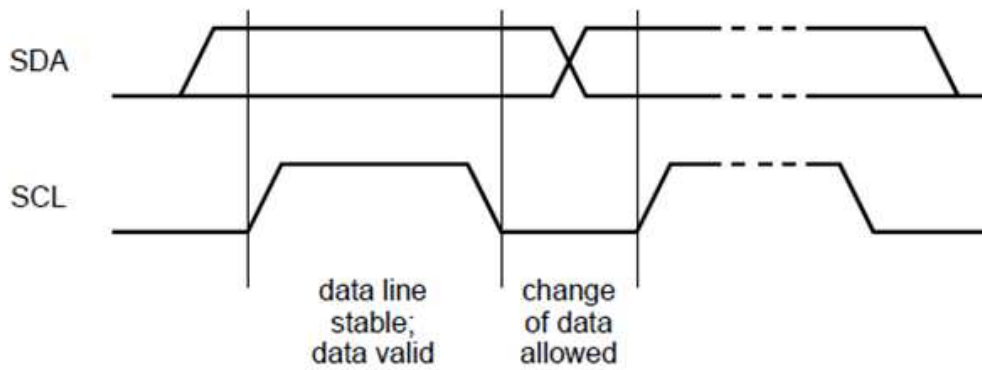 SDA
SCL
data line
stable;
data valid
change
of data
allowed